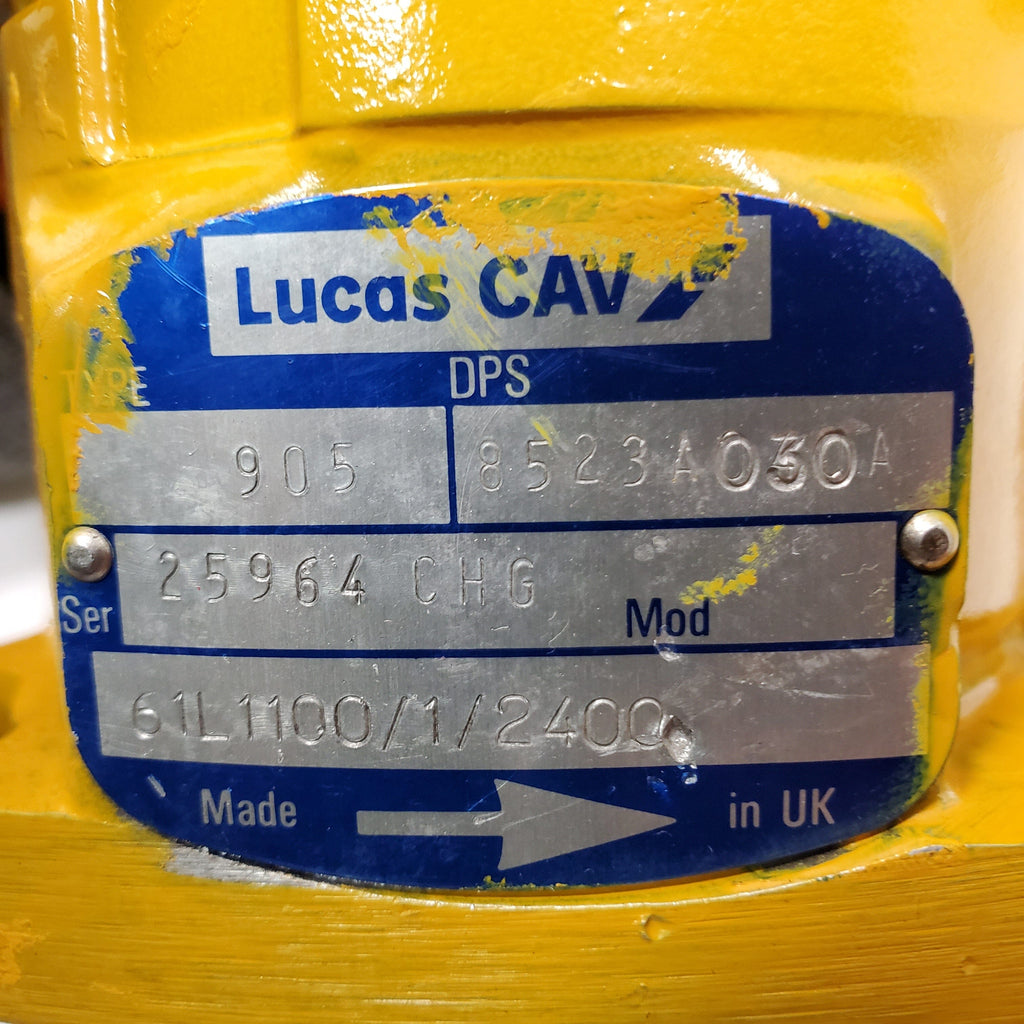 Lucas CAV
TYPE DPS
905 8523A030A
Ser 25964 CHG Mod
61L1100/1/2400
Made in UK